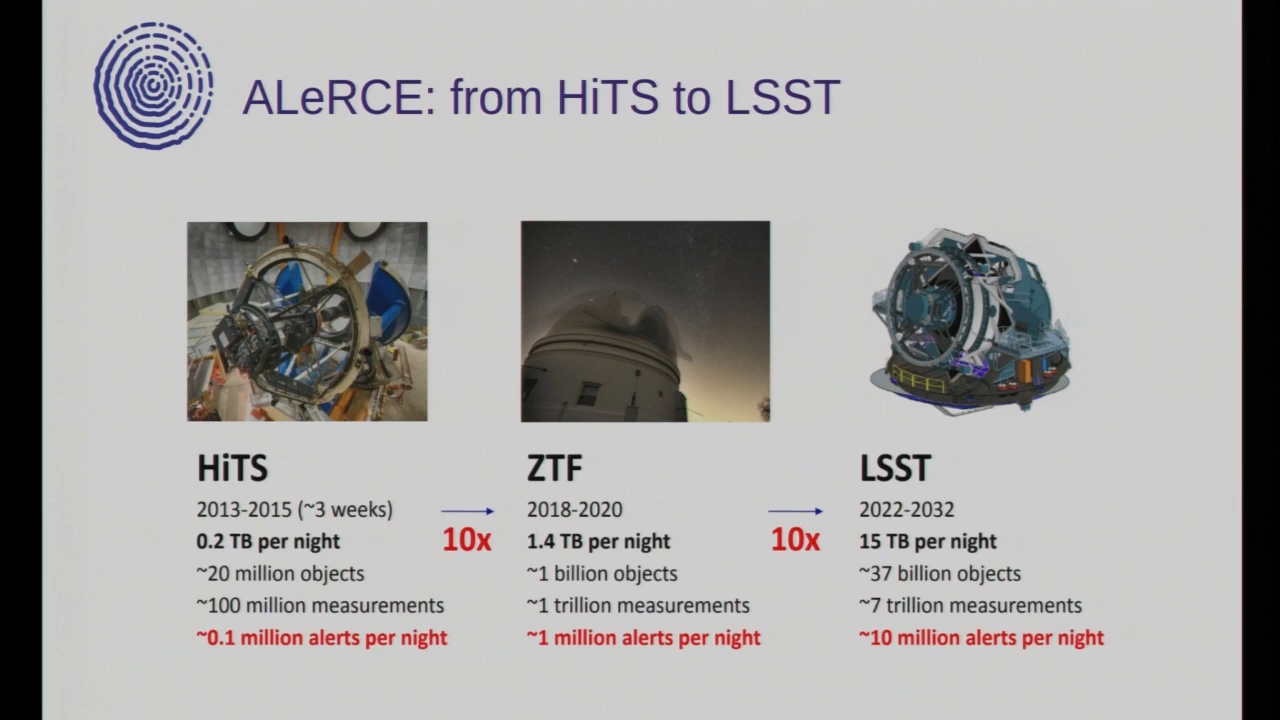 ALeRCE: from HiTS to LSST
HiTS
2013-2015 (~3 weeks)
0.2 TB per night
~20 million objects
~100 million measurements
~0.1 million alerts per night
10x
ZTF
2018-2020
1.4 TB per night
~1 billion objects
~1 trillion measurements
~1 million alerts per night
10x
LSST
2022-2032
15 TB per night
~37 billion objects
~7 trillion measurements
~10 million alerts per night